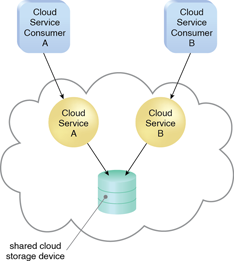 Cloud
Service
Consumer
A
Cloud
Service
Consumer
B
Cloud
Service
A
Cloud
Service
B
shared cloud
storage device